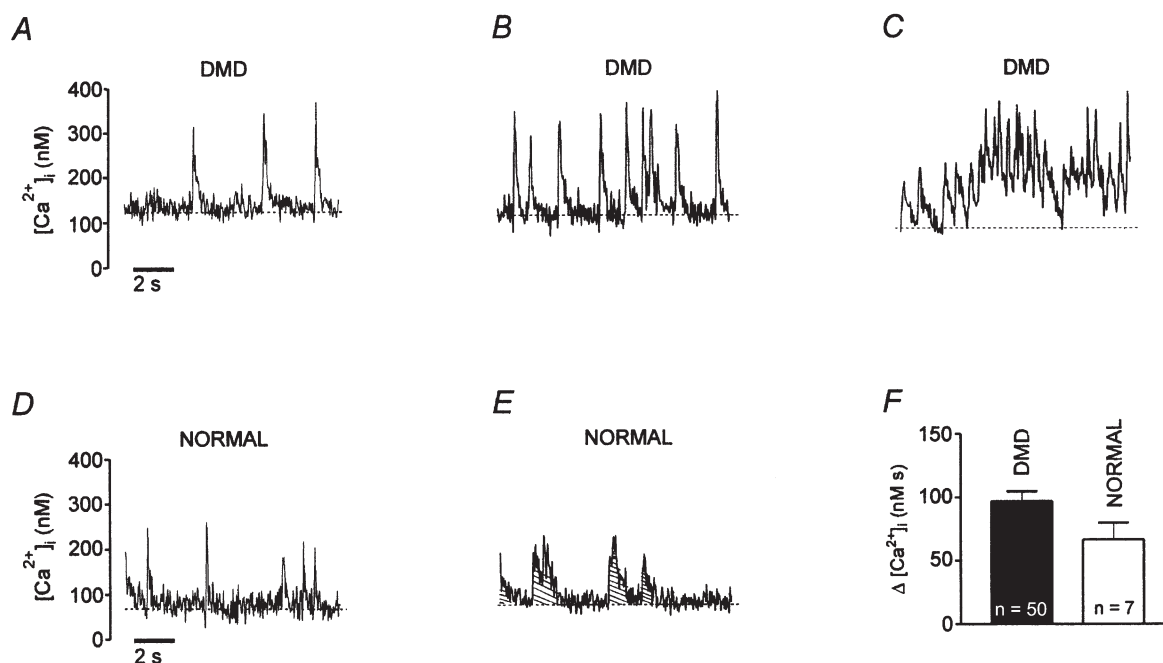 A
DMD
[Ca²⁺]ᵢ (nM)
400
300
200
100
0
2 s
B
DMD
C
DMD
D
NORMAL
[Ca²⁺]ᵢ (nM)
400
300
200
100
0
2 s
E
NORMAL
F
Δ [Ca²⁺]ᵢ (nM s)
150
100
50
0
DMD
NORMAL
n = 50
n = 7